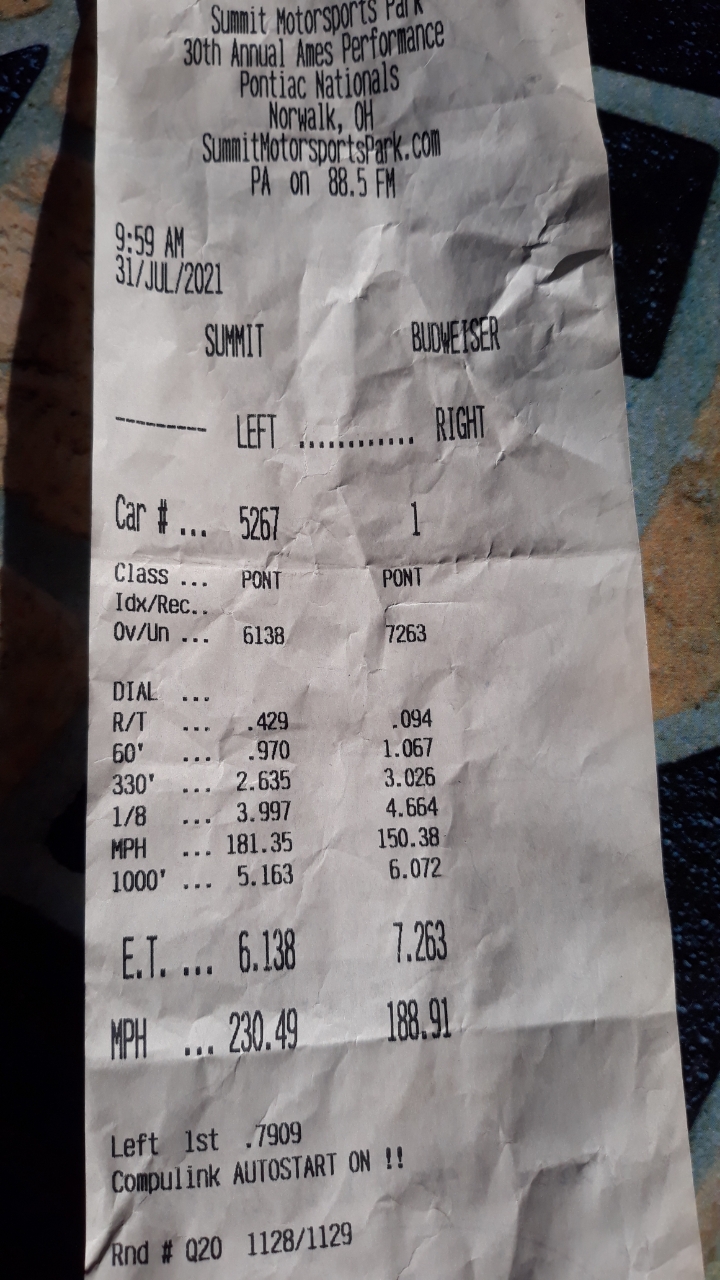 Summit Motorsports Park
30th Annual Ames Performance
Pontiac Nationals
Norwalk, OH
SummitMotorsportsPark.com
PA on 88.5 FM
9:59 AM
31/JUL/2021
SUMMIT BUDWEISER
--------- LEFT ............ RIGHT
Car # ... 5267 1
Class ... PONT PONT
Idx/Rec..
Ov/Un ... 6138 7263
DIAL ...
R/T ... .429 .094
60' ... .970 1.067
330' ... 2.635 3.026
1/8 ... 3.997 4.664
MPH ... 181.35 150.38
1000' ... 5.163 6.072
E.T. ... 6.138 7.263
MPH ... 230.49 188.91
Left 1st .7909
Compulink AUTOSTART ON !!
Rnd # Q20 1128/1129